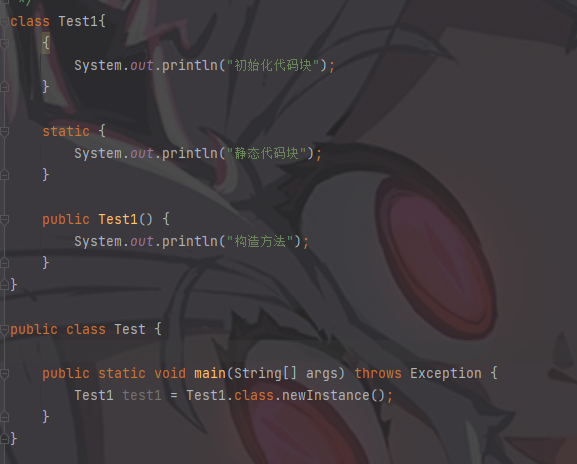 */
class Test1{
    {
        System.out.println("初始化代码块");
    }
    static {
        System.out.println("静态代码块");
    }
    public Test1() {
        System.out.println("构造方法");
    }
}
public class Test {
    public static void main(String[] args) throws Exception {
        Test1 test1 = Test1.class.newInstance();
    }
}